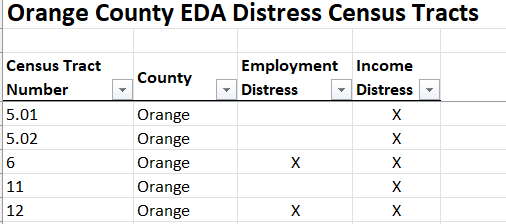 Orange County EDA Distress Census Tracts
Census Tract Number County Employment Distress Income Distress
5.01 Orange X
5.02 Orange X
6 Orange X X
11 Orange X
12 Orange X X